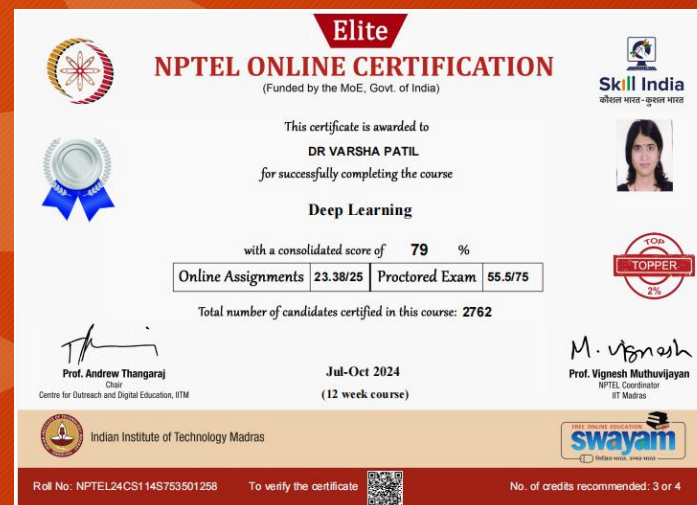 Elite
NPTEL ONLINE CERTIFICATION
(Funded by the MoE, Govt. of India)
Skill India
कौशल भारत - कुशल भारत
This certificate is awarded to
DR VARSHA PATIL
for successfully completing the course
Deep Learning
with a consolidated score of 79 %
Online Assignments 23.38/25 Proctored Exam 55.5/75
TOP
TOPPER
2%
Total number of candidates certified in this course: 2762
M. Vignesh
Prof. Andrew Thangaraj
Chair
Centre for Outreach and Digital Education, IITM
Jul-Oct 2024
(12 week course)
Prof. Vignesh Muthuvijayan
NPTEL Coordinator
IIT Madras
Indian Institute of Technology Madras
FREE ONLINE EDUCATION
swayam
शिक्षित भारत, उन्नत भारत
Roll No: NPTEL24CS114S753501258 To verify the certificate No. of credits recommended: 3 or 4